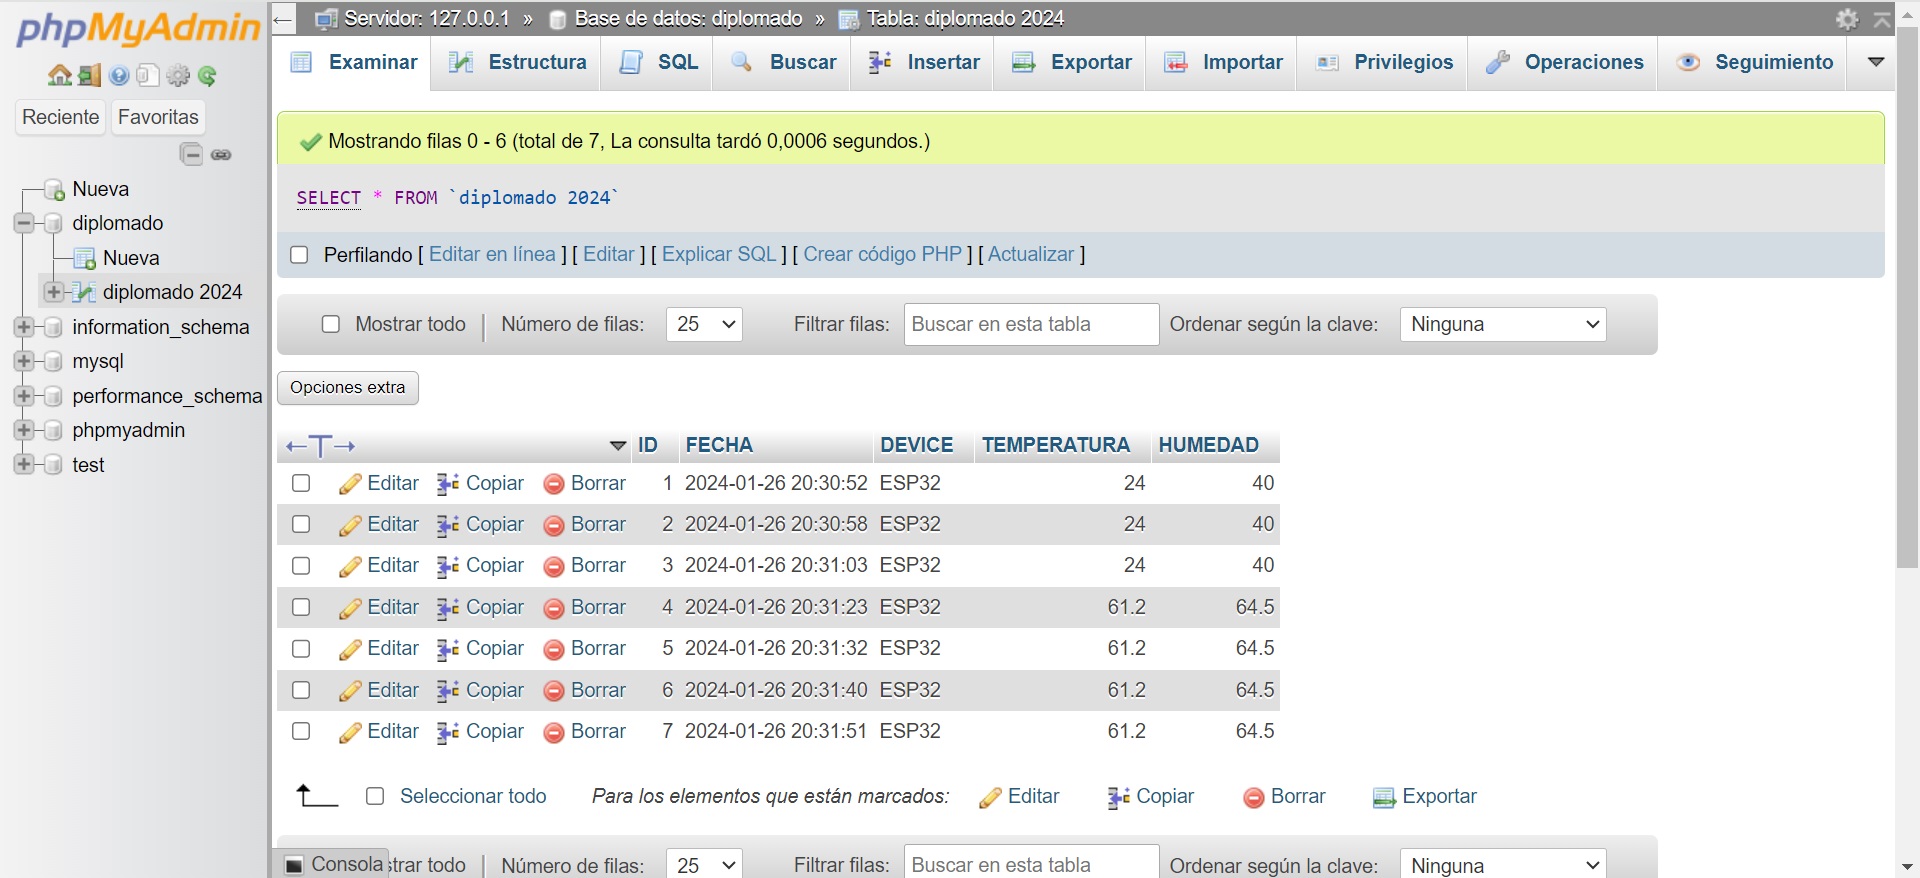 phpMyAdmin
Reciente Favoritas
Nueva
diplomado
Nueva
diplomado 2024
information_schema
mysql
performance_schema
phpmyadmin
test
Servidor: 127.0.0.1 » Base de datos: diplomado » Tabla: diplomado 2024
Examinar Estructura SQL Buscar Insertar Exportar Importar Privilegios Operaciones Seguimiento
Mostrando filas 0 - 6 (total de 7, La consulta tardó 0,0006 segundos.)
SELECT * FROM `diplomado 2024`
Perfilando [ Editar en línea ] [ Editar ] [ Explicar SQL ] [ Crear código PHP ] [ Actualizar ]
Mostrar todo | Número de filas: 25 Filtrar filas: Buscar en esta tabla Ordenar según la clave: Ninguna
Opciones extra
←T→ ID FECHA DEVICE TEMPERATURA HUMEDAD
Editar Copiar Borrar 1 2024-01-26 20:30:52 ESP32 24 40
Editar Copiar Borrar 2 2024-01-26 20:30:58 ESP32 24 40
Editar Copiar Borrar 3 2024-01-26 20:31:03 ESP32 24 40
Editar Copiar Borrar 4 2024-01-26 20:31:23 ESP32 61.2 64.5
Editar Copiar Borrar 5 2024-01-26 20:31:32 ESP32 61.2 64.5
Editar Copiar Borrar 6 2024-01-26 20:31:40 ESP32 61.2 64.5
Editar Copiar Borrar 7 2024-01-26 20:31:51 ESP32 61.2 64.5
Seleccionar todo Para los elementos que están marcados: Editar Copiar Borrar Exportar
Consola strar todo | Número de filas: 25 Filtrar filas: Buscar en esta tabla Ordenar según la clave: Ninguna